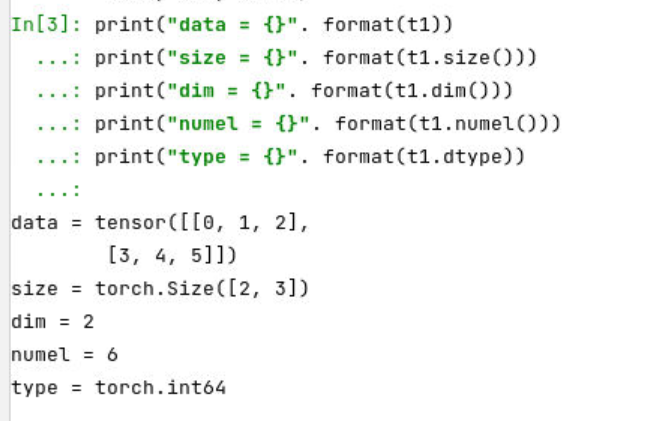 In[3]: print("data = {}". format(t1))
...: print("size = {}". format(t1.size()))
...: print("dim = {}". format(t1.dim()))
...: print("numel = {}". format(t1.numel()))
...: print("type = {}". format(t1.dtype))
...:
data = tensor([[0, 1, 2],
        [3, 4, 5]])
size = torch.Size([2, 3])
dim = 2
numel = 6
type = torch.int64